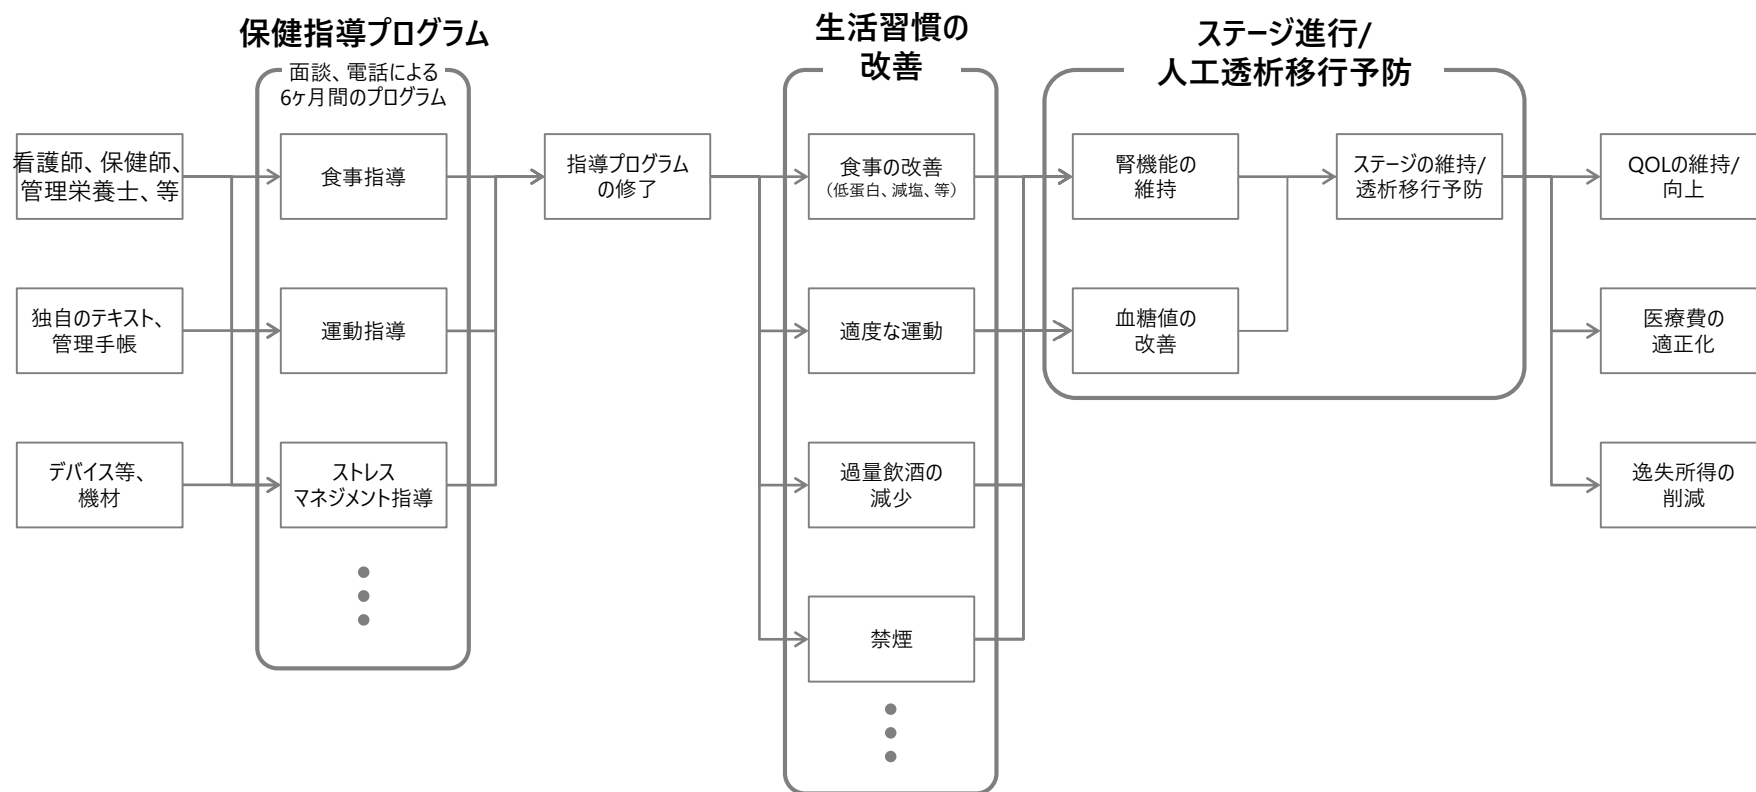 保健指導プログラム
面談、電話による
6ヶ月間のプログラム
生活習慣の
改善
ステージ進行/
人工透析移行予防
看護師、保健師、
管理栄養士、等
食事指導
指導プログラム
の修了
食事の改善
（低蛋白、減塩、等）
腎機能の
維持
ステージの維持/
透析移行予防
QOLの維持/
向上
独自のテキスト、
管理手帳
運動指導
適度な運動
血糖値の
改善
医療費の
適正化
デバイス等、
機材
ストレス
マネジメント指導
過量飲酒の
減少
逸失所得の
削減
禁煙